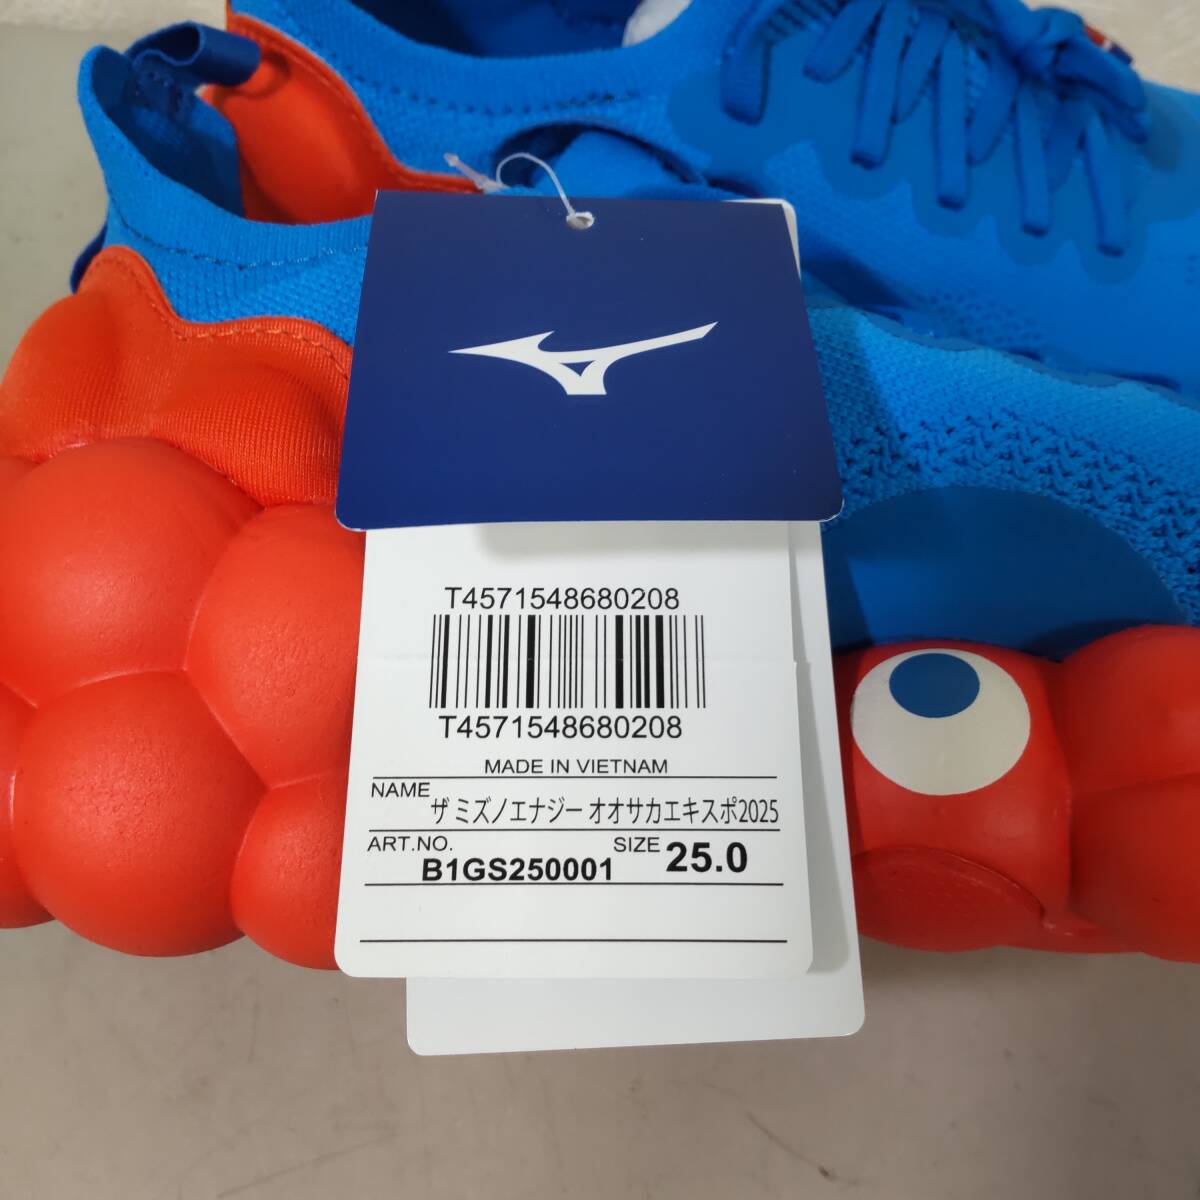 T4571548680208
T4571548680208
MADE IN VIETNAM
NAME ザ ミズノエナジー オオサカエキスポ2025
ART.NO. B1GS250001 SIZE 25.0